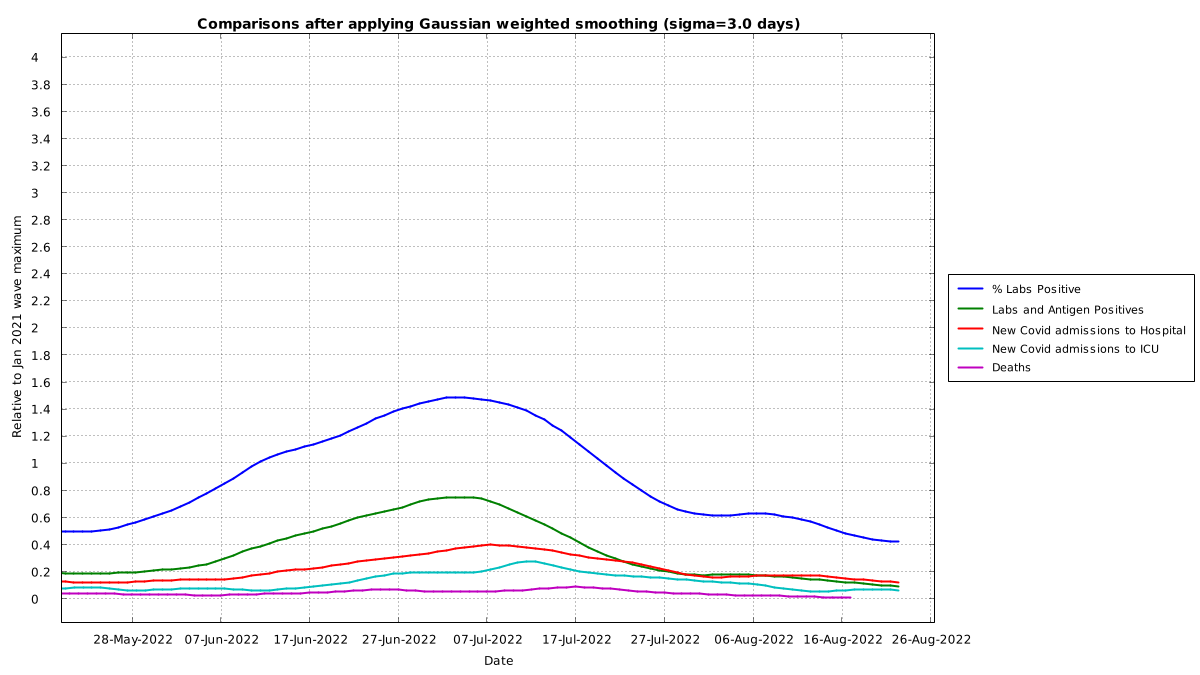 Comparisons after applying Gaussian weighted smoothing (sigma=3.0 days)
Relative to Jan 2021 wave maximum
4
3.8
3.6
3.4
3.2
3
2.8
2.6
2.4
2.2
2
1.8
1.6
1.4
1.2
1
0.8
0.6
0.4
0.2
0
28-May-2022 07-Jun-2022 17-Jun-2022 27-Jun-2022 07-Jul-2022 17-Jul-2022 27-Jul-2022 06-Aug-2022 16-Aug-2022 26-Aug-2022
Date
% Labs Positive
Labs and Antigen Positives
New Covid admissions to Hospital
New Covid admissions to ICU
Deaths